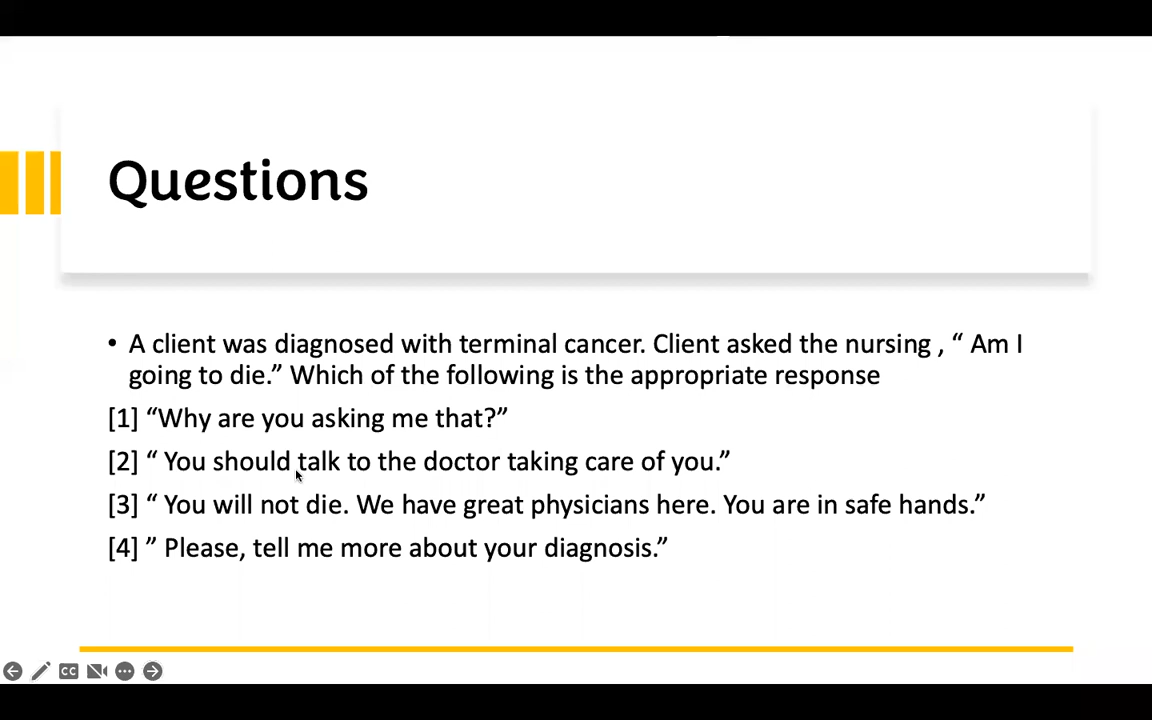 Questions
• A client was diagnosed with terminal cancer. Client asked the nursing , “ Am I
going to die.” Which of the following is the appropriate response
[1] “Why are you asking me that?”
[2] “ You should talk to the doctor taking care of you.”
[3] “ You will not die. We have great physicians here. You are in safe hands.”
[4] ” Please, tell me more about your diagnosis.”
CC